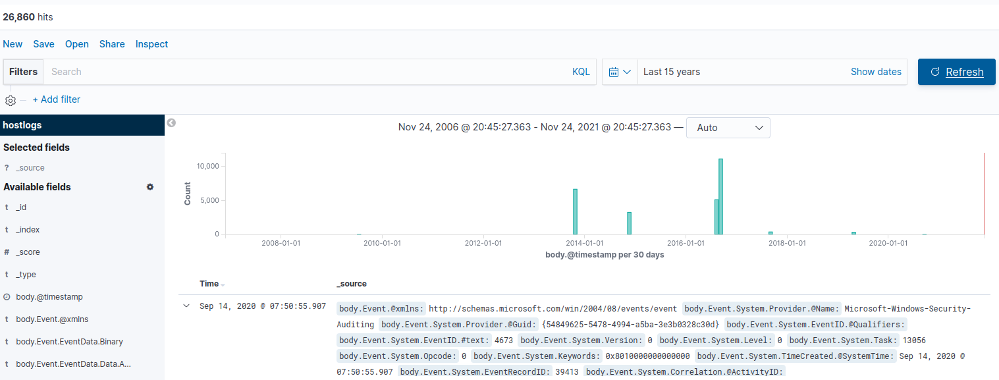 26,860 hits
New Save Open Share Inspect
Filters Search KQL Last 15 years Show dates Refresh
+ Add filter
hostlogs
Nov 24, 2006 @ 20:45:27.363 - Nov 24, 2021 @ 20:45:27.363 — Auto
Selected fields
? _source
Available fields
t _id
t _index
# _score
t _type
body.@timestamp
t body.Event.@xmlns
t body.Event.EventData.Binary
t body.Event.EventData.Data.A...
Count
10,000
5,000
0
2008-01-01 2010-01-01 2012-01-01 2014-01-01 2016-01-01 2018-01-01 2020-01-01
body.@timestamp per 30 days
Time _source
Sep 14, 2020 @ 07:50:55.907 body.Event.@xmlns: http://schemas.microsoft.com/win/2004/08/events/event body.Event.System.Provider.@Name: Microsoft-Windows-Security-
Auditing body.Event.System.Provider.@Guid: {54849625-5478-4994-a5ba-3e3b0328c30d} body.Event.System.EventID.@Qualifiers:
body.Event.System.EventID.#text: 4673 body.Event.System.Version: 0 body.Event.System.Level: 0 body.Event.System.Task: 13056
body.Event.System.Opcode: 0 body.Event.System.Keywords: 0x8010000000000000 body.Event.System.TimeCreated.@SystemTime: Sep 14, 2020 @
07:50:55.907 body.Event.System.EventRecordID: 39413 body.Event.System.Correlation.@ActivityID: